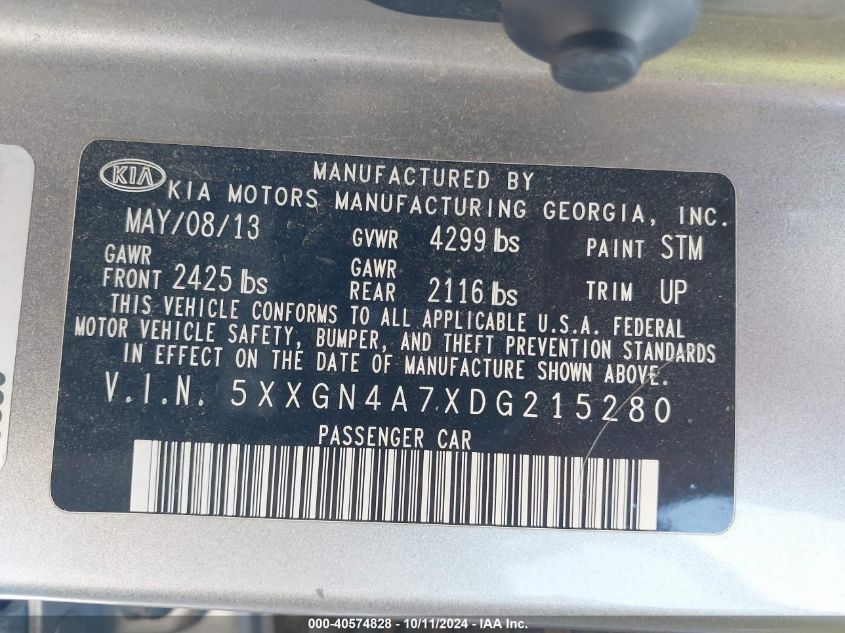 KIA
MANUFACTURED BY
KIA MOTORS MANUFACTURING GEORGIA, INC.
MAY/08/13 GVWR 4299 lbs PAINT STM
GAWR FRONT 2425 lbs GAWR REAR 2116 lbs TRIM UP
THIS VEHICLE CONFORMS TO ALL APPLICABLE U.S.A. FEDERAL
MOTOR VEHICLE SAFETY, BUMPER, AND THEFT PREVENTION STANDARDS
IN EFFECT ON THE DATE OF MANUFACTURE SHOWN ABOVE.
V.I.N. 5XXGN4A7XDG215280
PASSENGER CAR
000-40574828 - 10/11/2024 - IAA Inc.